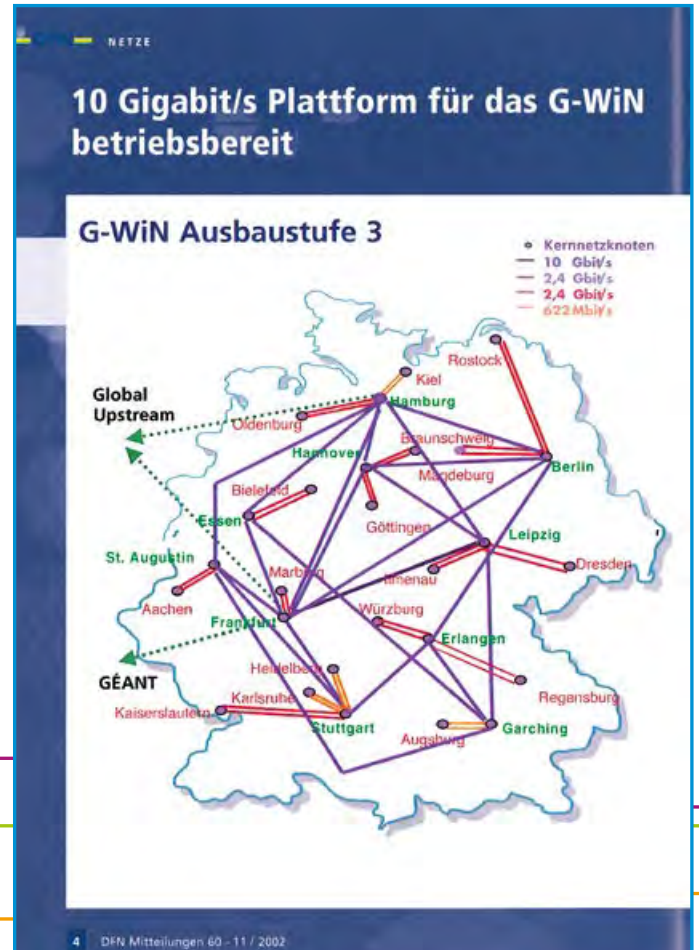 NETZE
10 Gigabit/s Plattform für das G-WiN
betriebsbereit
G-WiN Ausbaustufe 3
Kernnetzknoten
10 Gbit/s
2,4 Gbit/s
2,4 Gbit/s
622 Mbit/s
Rostock
Kiel
Global
Upstream
Hamburg
Oldenburg
Braunschweig
Hannover
Berlin
Magdeburg
Bielefeld
Essen
Göttingen
Leipzig
St. Augustin
Marburg
Ilmenau
Dresden
Aachen
Würzburg
Frankfurt
Erlangen
Heidelberg
GÉANT
Karlsruhe
Regensburg
Kaiserslautern
Stuttgart
Augsburg
Garching
4 DFN Mitteilungen 60 - 11 / 2002